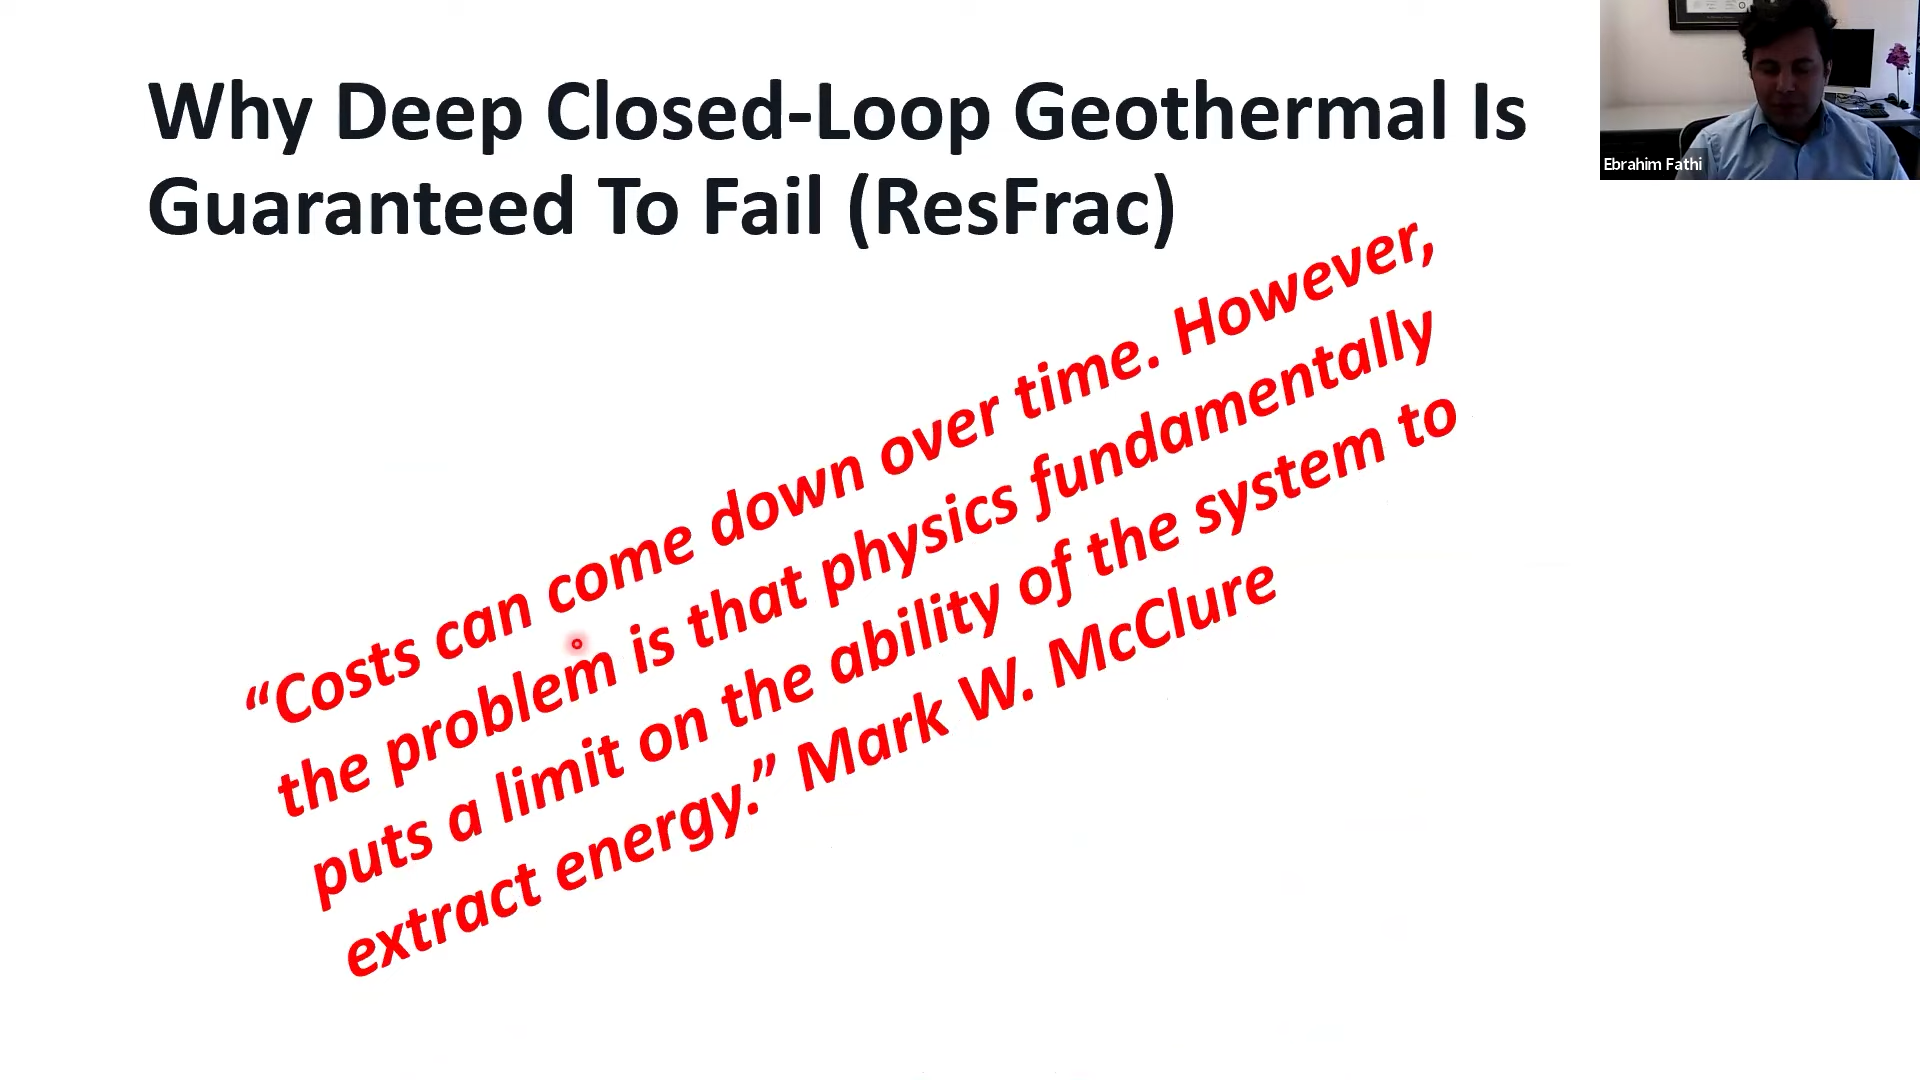 Why Deep Closed-Loop Geothermal Is
Guaranteed To Fail (ResFrac)
“Costs can come down over time. However,
the problem is that physics fundamentally
puts a limit on the ability of the system to
extract energy.” Mark W. McClure
Ebrahim Fathi